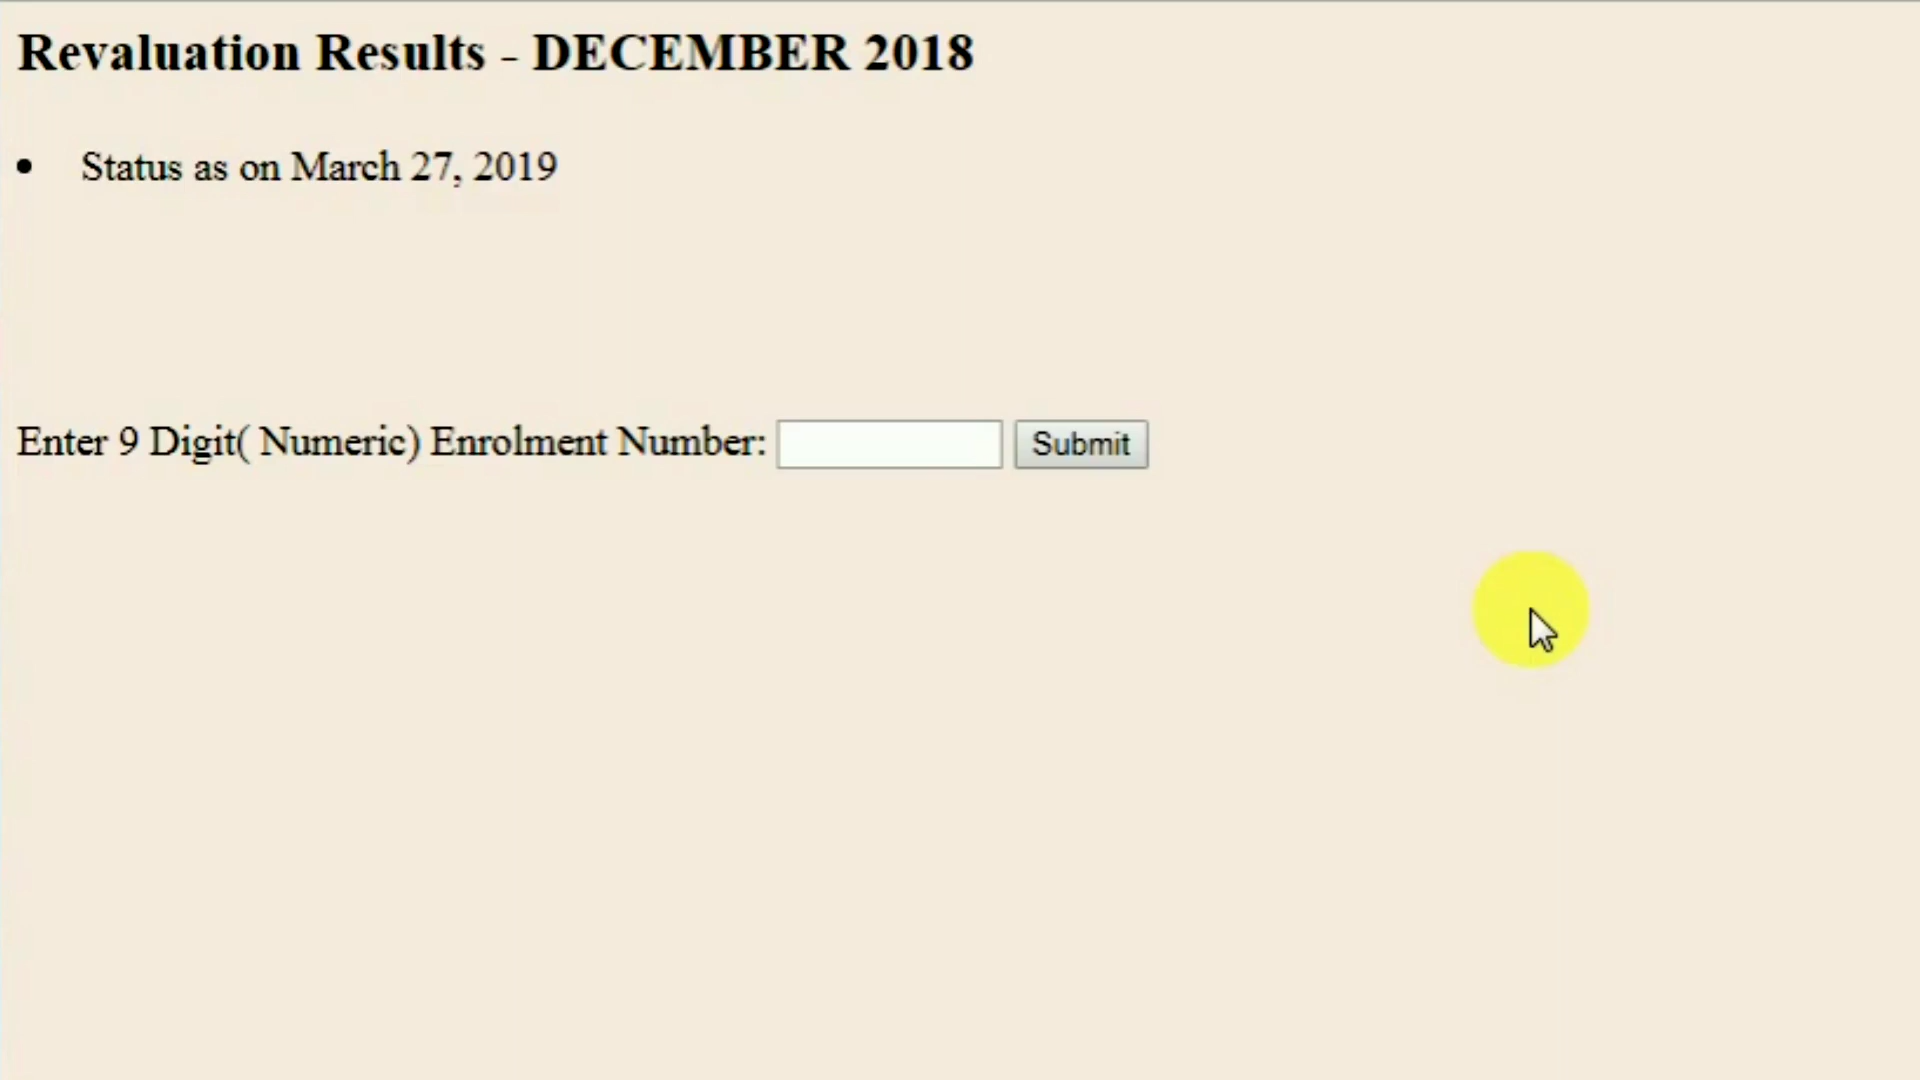 Revaluation Results - DECEMBER 2018
• Status as on March 27, 2019
Enter 9 Digit( Numeric) Enrolment Number: Submit